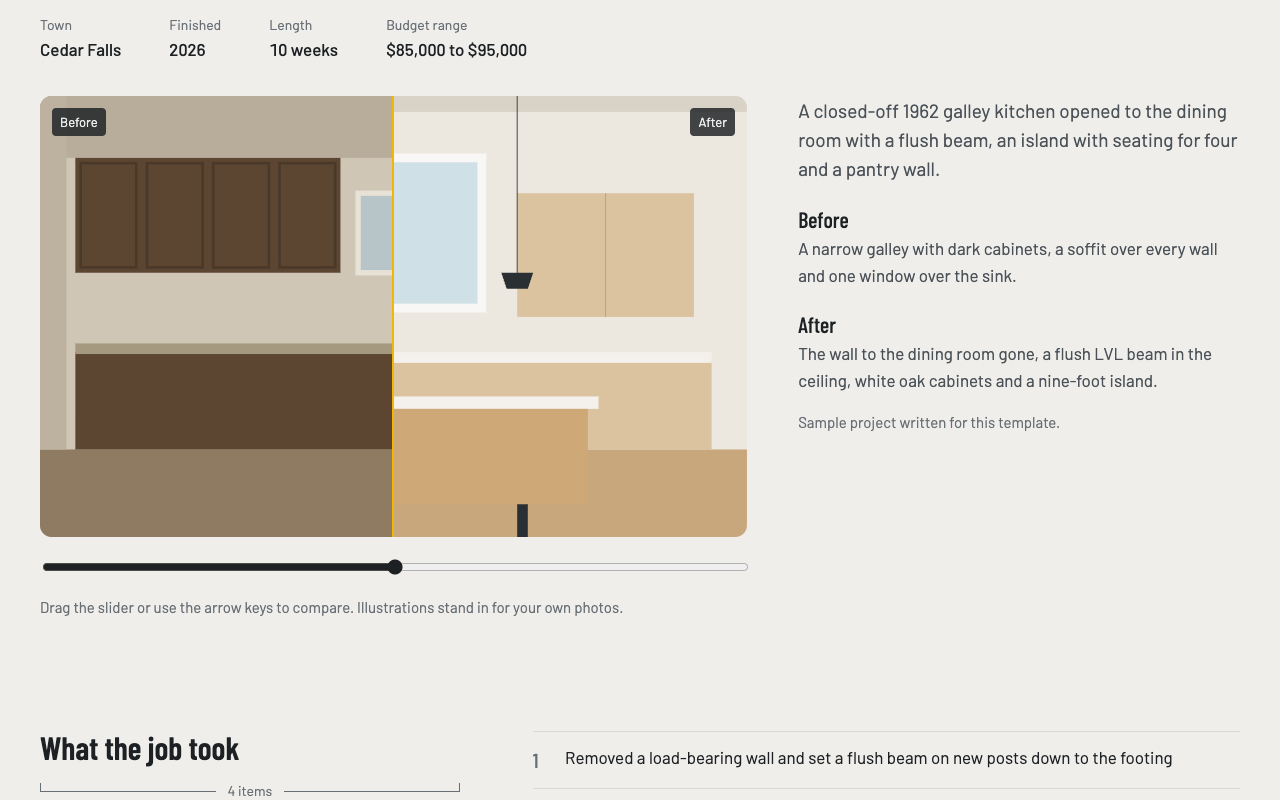 Town
Finished
Length
Budget range
Cedar Falls
2026
10 weeks
$85,000 to $95,000
Before
After
A closed-off 1962 galley kitchen opened to the dining
room with a flush beam, an island with seating for four
and a pantry wall.
Before
A narrow galley with dark cabinets, a soffit over every wall
and one window over the sink.
After
The wall to the dining room gone, a flush LVL beam in the
ceiling, white oak cabinets and a nine-foot island.
Sample project written for this template.
Drag the slider or use the arrow keys to compare. Illustrations stand in for your own photos.
What the job took
4 items
1 Removed a load-bearing wall and set a flush beam on new posts down to the footing